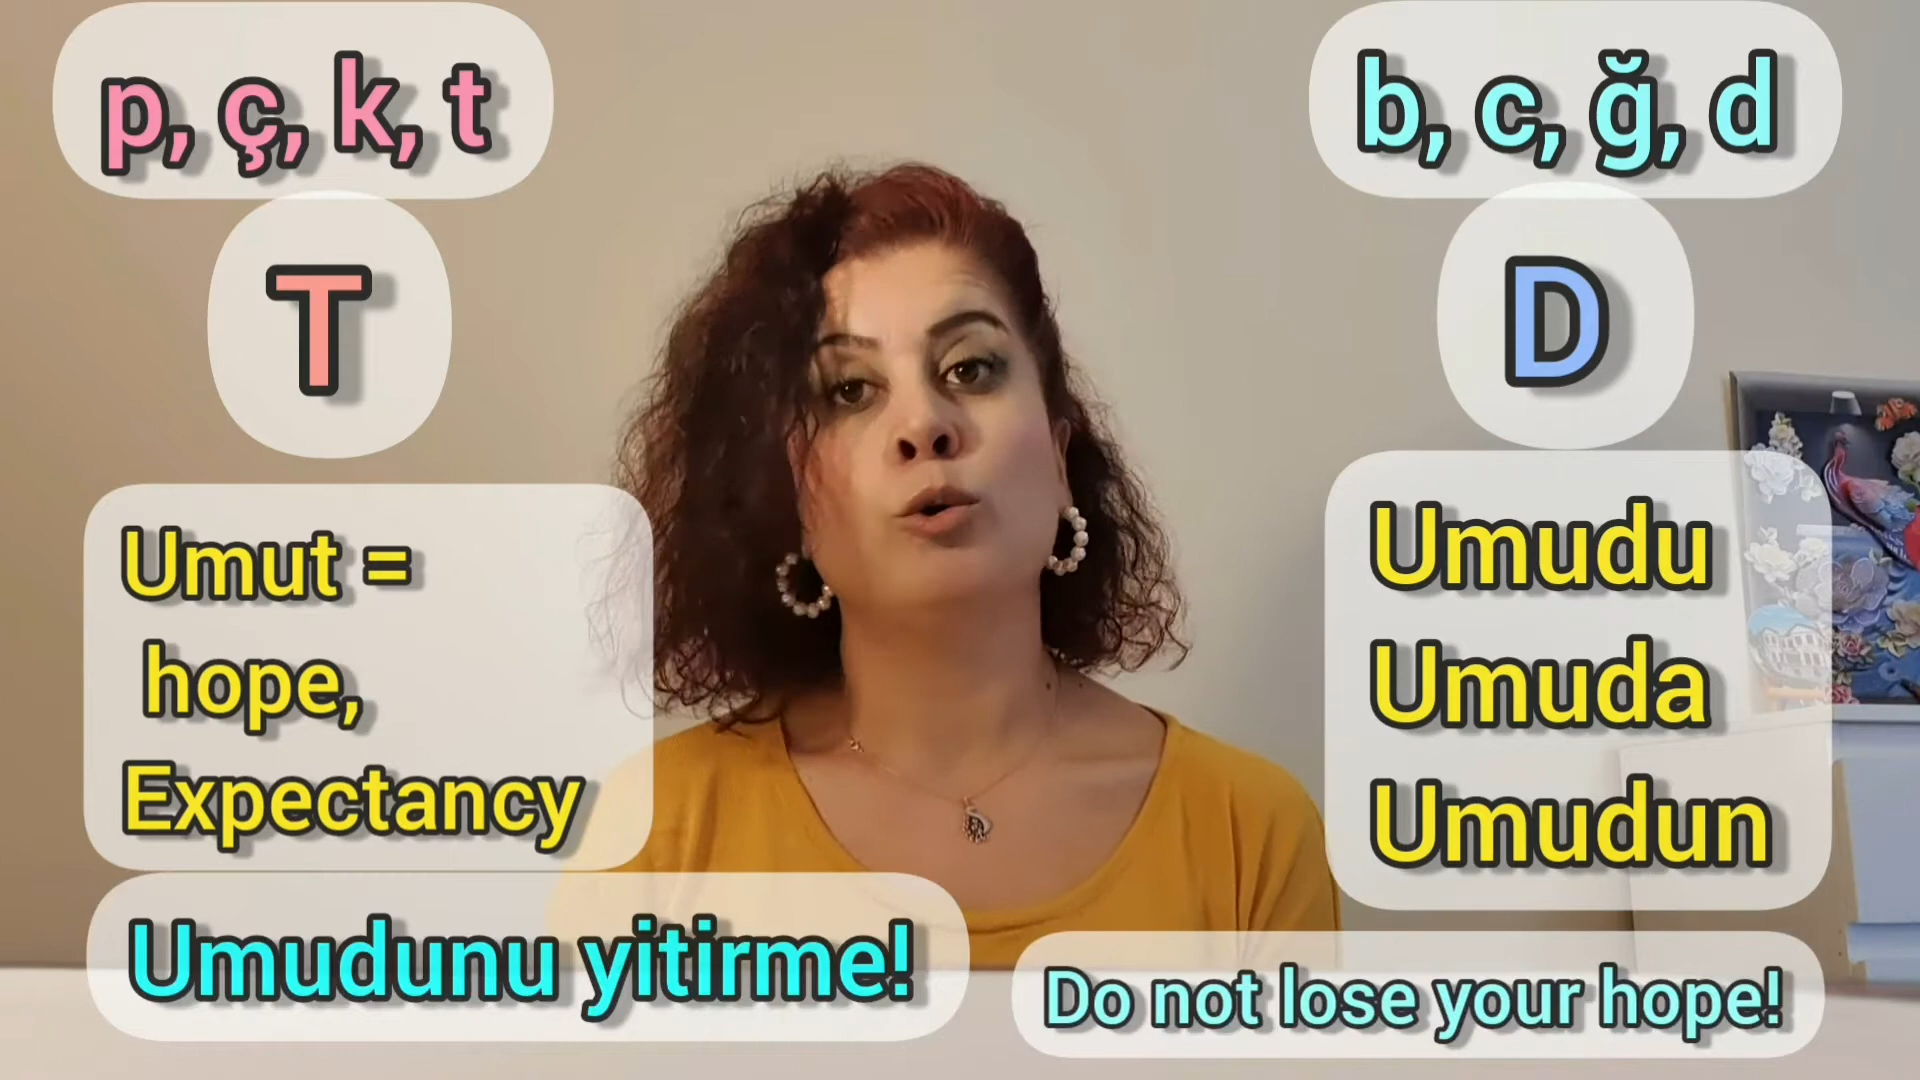 p, ç, k, t
b, c, ğ, d
T
D
Umut =
hope,
Expectancy
Umudu
Umuda
Umudun
Umudunu yitirme!
Do not lose your hope!